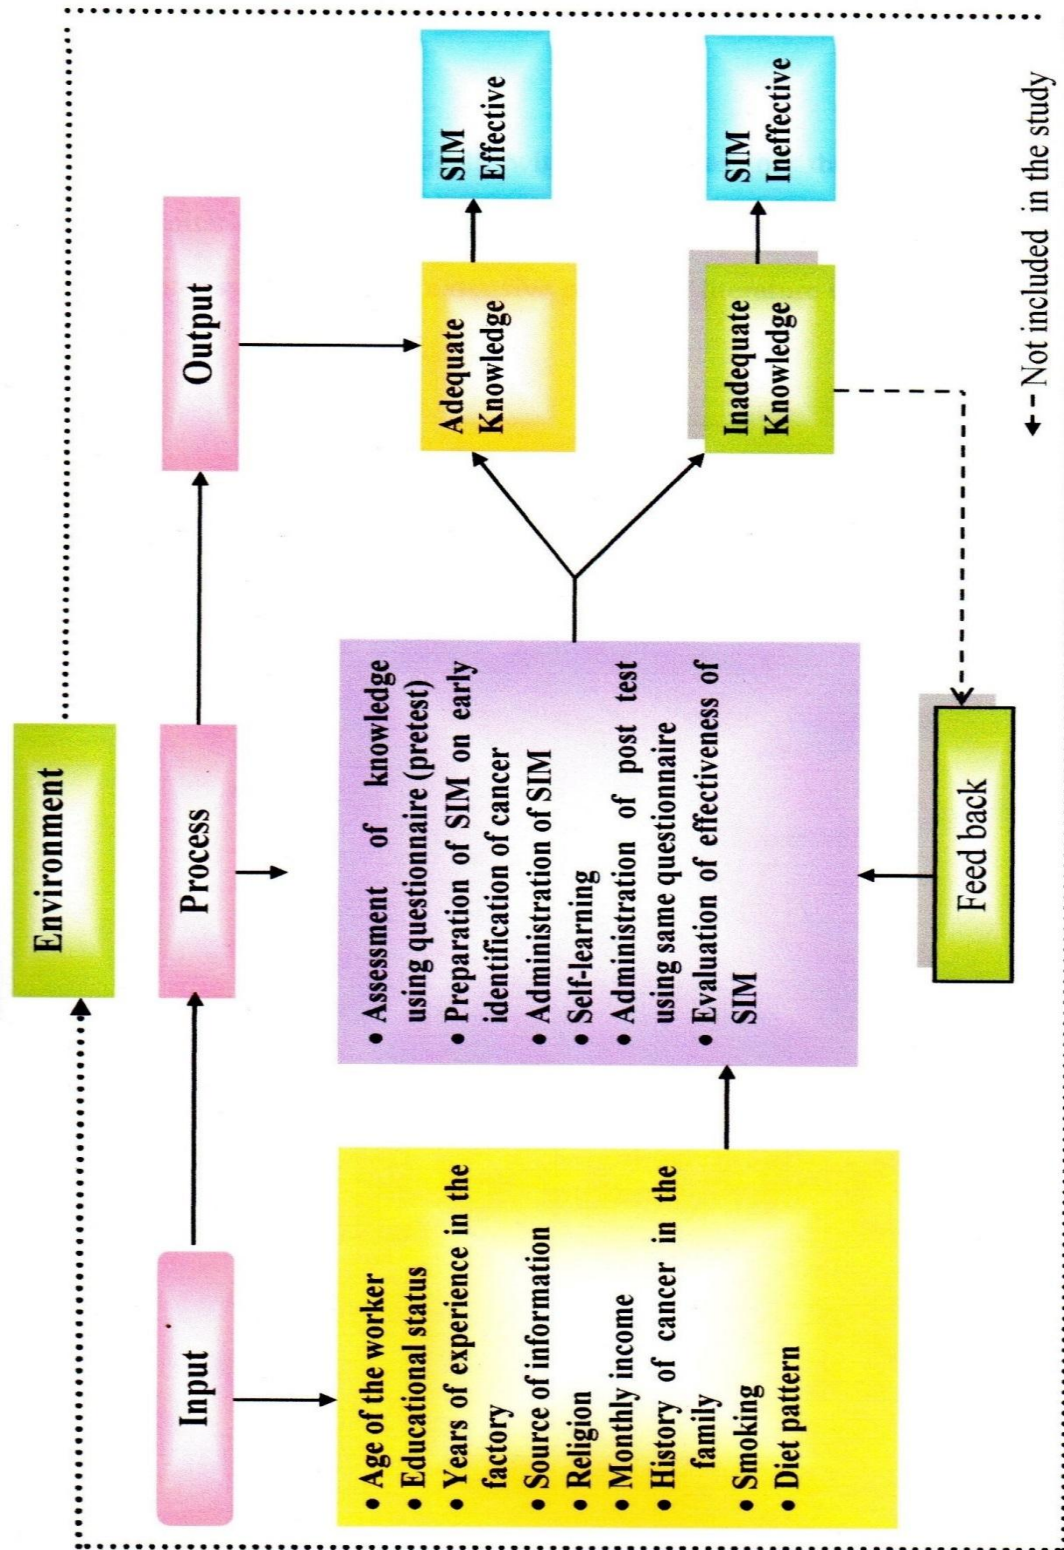 Environment
Input
Process
Output
• Age of the worker
• Educational status
• Years of experience in the
factory
• Source of information
• Religion
• Monthly income
• History of cancer in the
family
• Smoking
• Diet pattern
• Assessment of knowledge
using questionnaire (pretest)
• Preparation of SIM on early
identification of cancer
• Administration of SIM
• Self-learning
• Administration of post test
using same questionnaire
• Evaluation of effectiveness of
SIM
Adequate
Knowledge
SIM
Effective
Inadequate
Knowledge
SIM
Ineffective
Feed back
Not included in the study